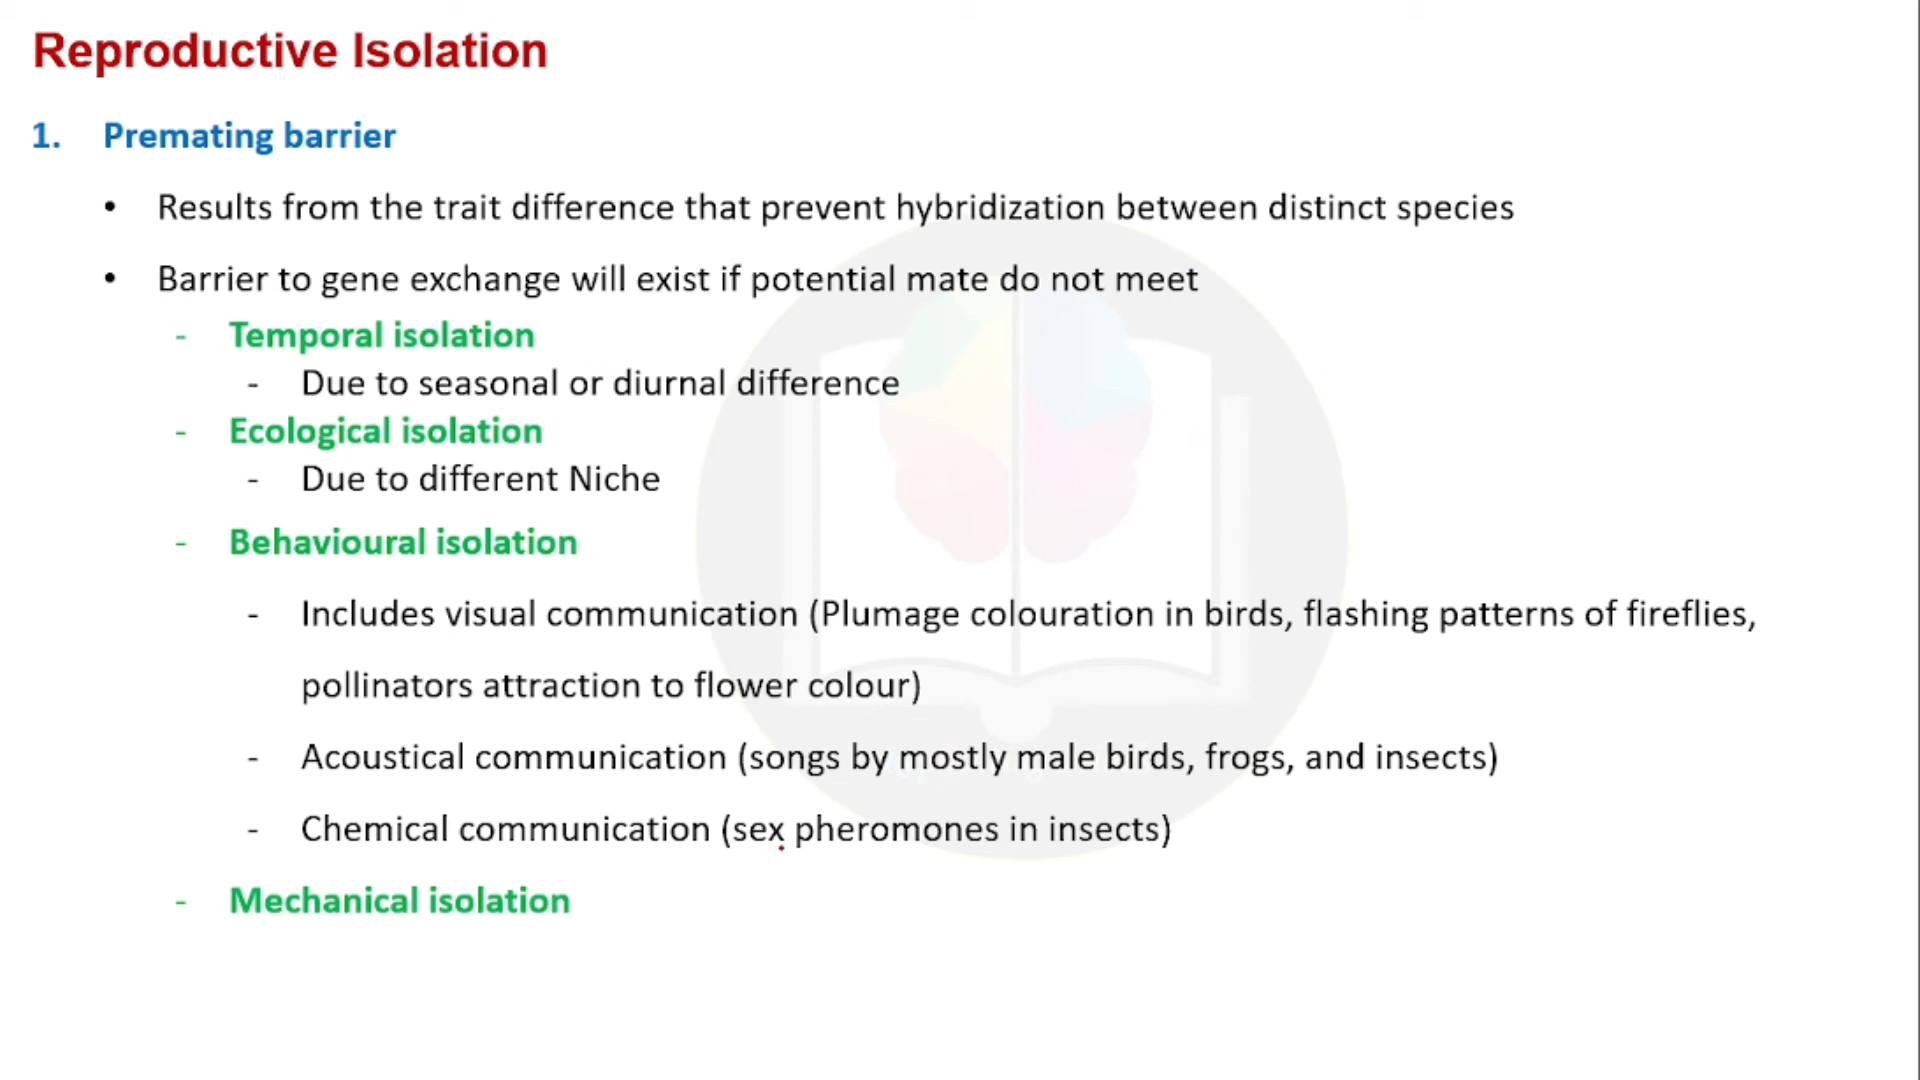 Reproductive Isolation
1. Premating barrier
• Results from the trait difference that prevent hybridization between distinct species
• Barrier to gene exchange will exist if potential mate do not meet
- Temporal isolation
- Due to seasonal or diurnal difference
- Ecological isolation
- Due to different Niche
- Behavioural isolation
- Includes visual communication (Plumage colouration in birds, flashing patterns of fireflies,
pollinators attraction to flower colour)
- Acoustical communication (songs by mostly male birds, frogs, and insects)
- Chemical communication (sex pheromones in insects)
- Mechanical isolation